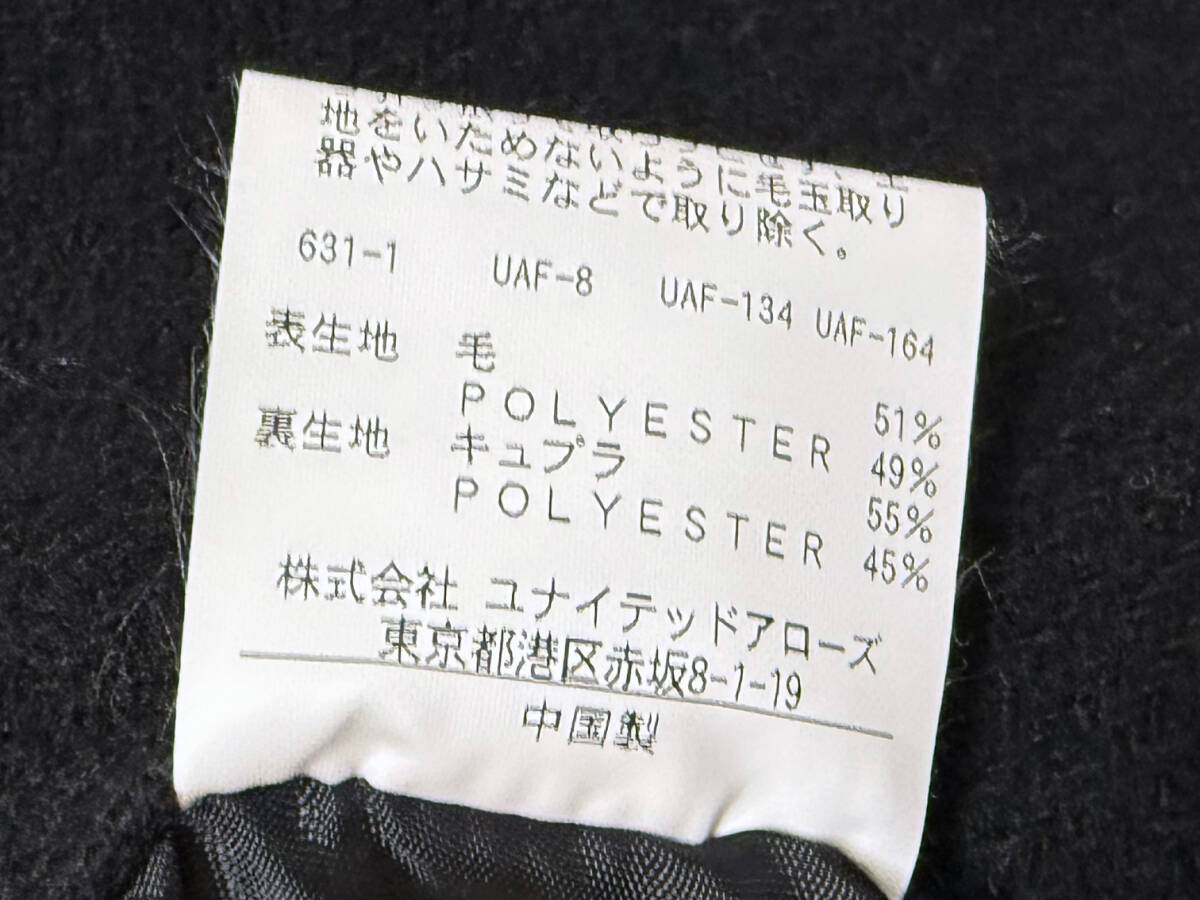 地をいためないように毛玉取り
器やハサミなどで取り除く。
631-1 UAF-8 UAF-134 UAF-164
表生地 毛 51%
POLYESTER 49%
裏生地 キュプラ 55%
POLYESTER 45%
株式会社 ユナイテッドアローズ
東京都港区赤坂8-1-19
中国製